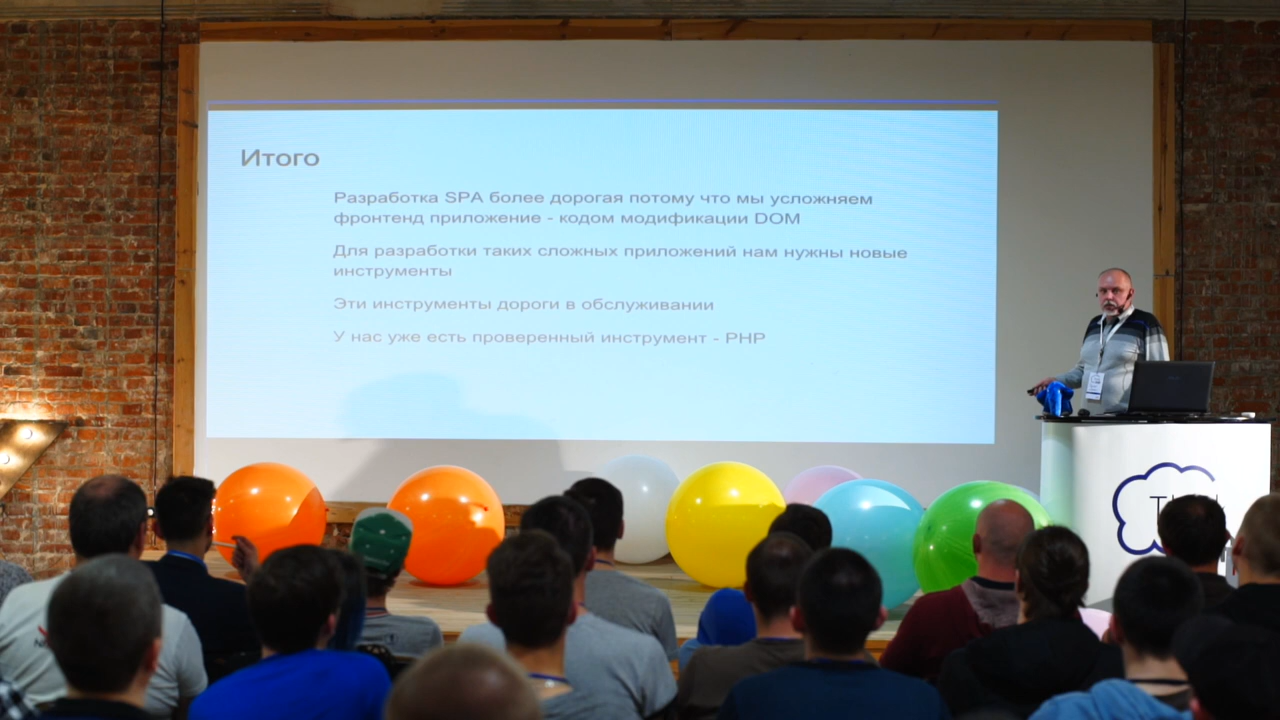 Итого
Разработка SPA более дорогая потому что мы усложняем
фронтенд приложение - кодом модификации DOM
Для разработки таких сложных приложений нам нужны новые
инструменты
Эти инструменты дороги в обслуживании
У нас уже есть проверенный инструмент - PHP